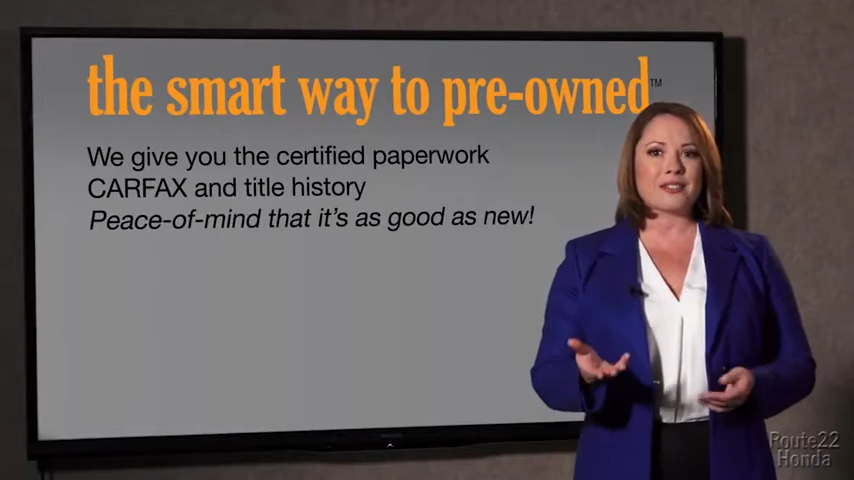 the smart way to pre-owned™
We give you the certified paperwork
CARFAX and title history
Peace-of-mind that it's as good as new!
Route22
Honda